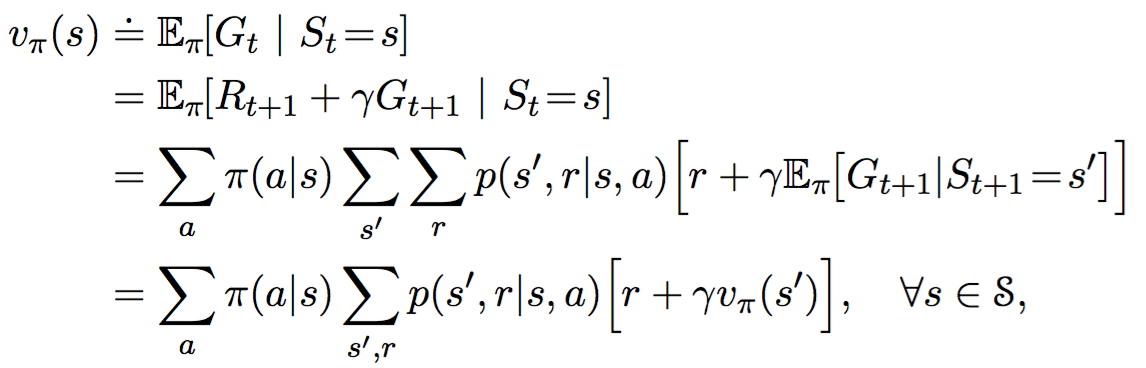 v_π(s) ≐ 𝔼_π[G_t | S_t=s]
= 𝔼_π[R_{t+1} + γG_{t+1} | S_t=s]
= ∑_a π(a|s) ∑_{s′} ∑_r p(s′, r|s, a)[r + γ𝔼_π[G_{t+1}|S_{t+1}=s′]]
= ∑_a π(a|s) ∑_{s′,r} p(s′, r|s, a)[r + γv_π(s′)], ∀s ∈ 𝒮,